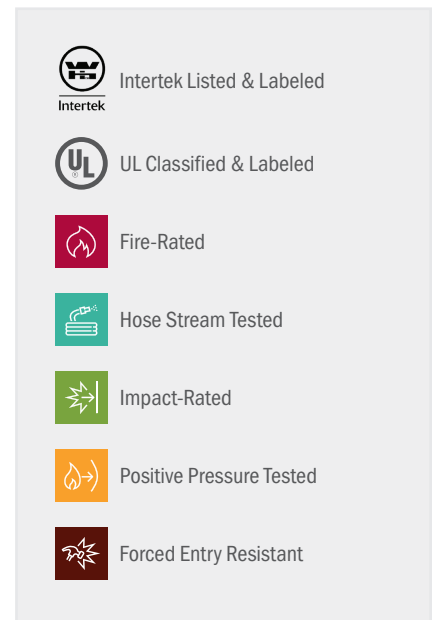 WH
Intertek
Intertek Listed & Labeled
UL
®
UL Classified & Labeled
Fire-Rated
Hose Stream Tested
Impact-Rated
Positive Pressure Tested
Forced Entry Resistant